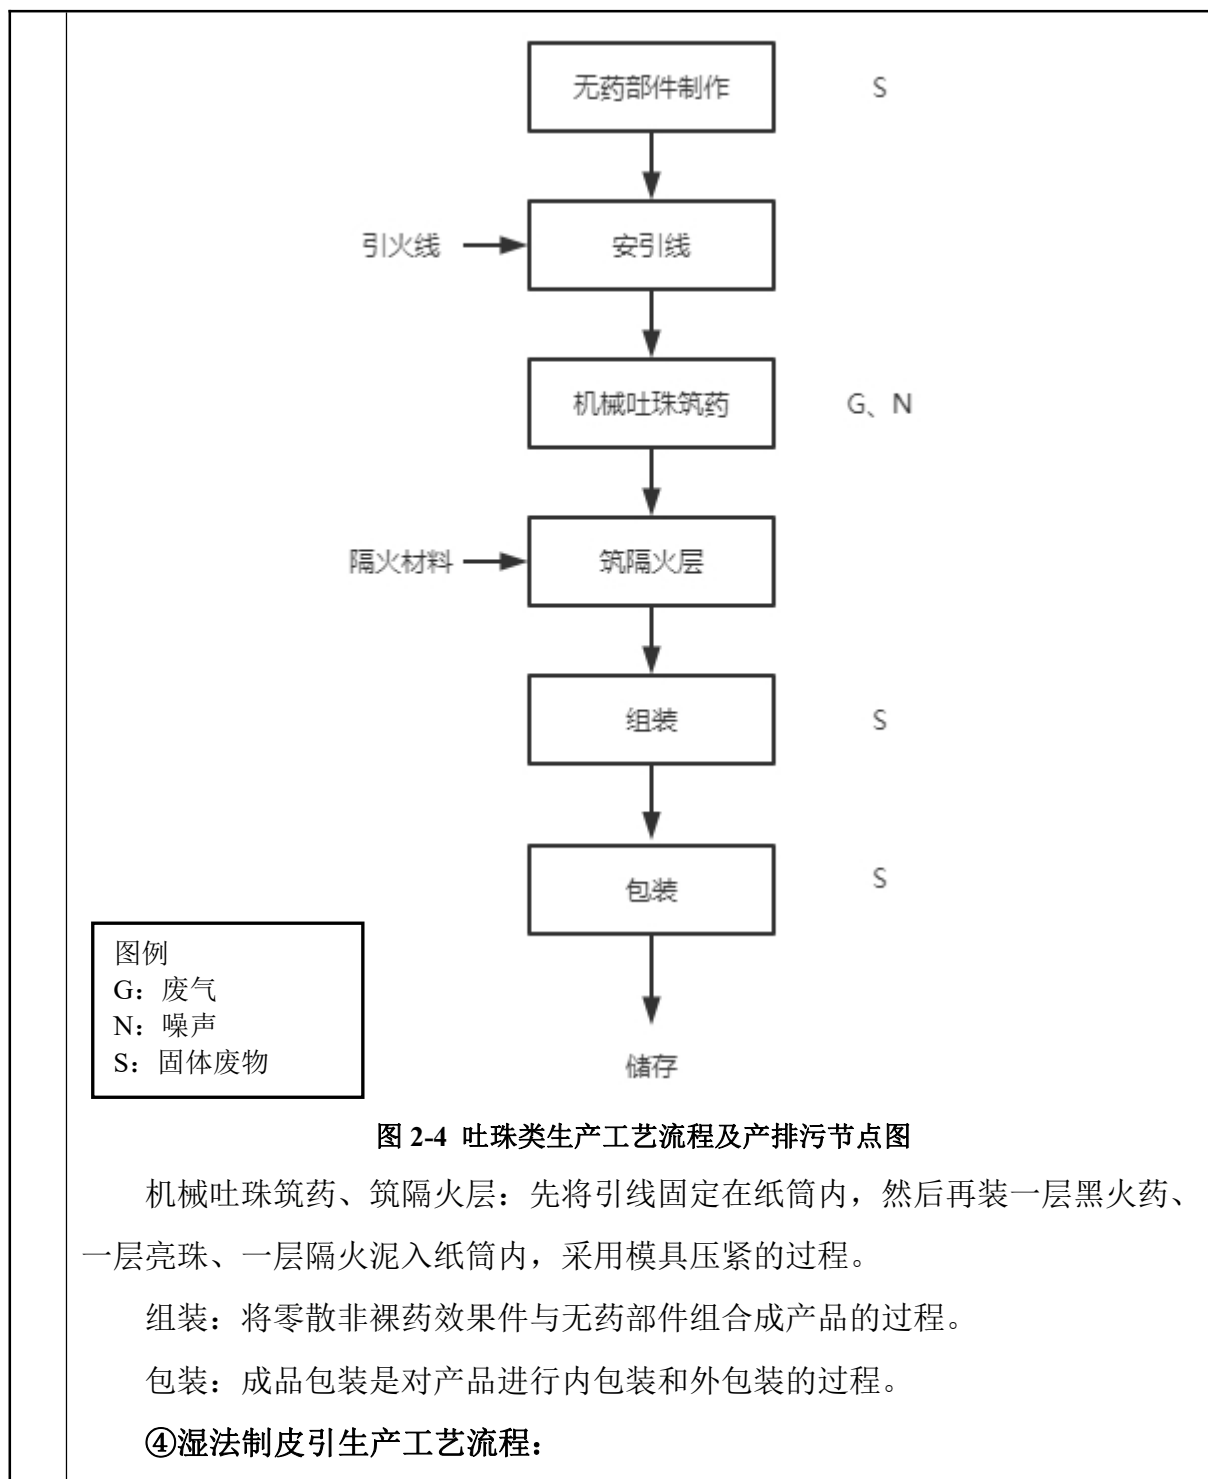 无药部件制作 S
引火线 安引线
机械吐珠筑药 G、N
隔火材料 筑隔火层
组装 S
包装 S
图例
G：废气
N：噪声
S：固体废物
储存
图 2-4 吐珠类生产工艺流程及产排污节点图
机械吐珠筑药、筑隔火层：先将引线固定在纸筒内，然后再装一层黑火药、
一层亮珠、一层隔火泥入纸筒内，采用模具压紧的过程。
组装：将零散非裸药效果件与无药部件组合成产品的过程。
包装：成品包装是对产品进行内包装和外包装的过程。
④湿法制皮引生产工艺流程：